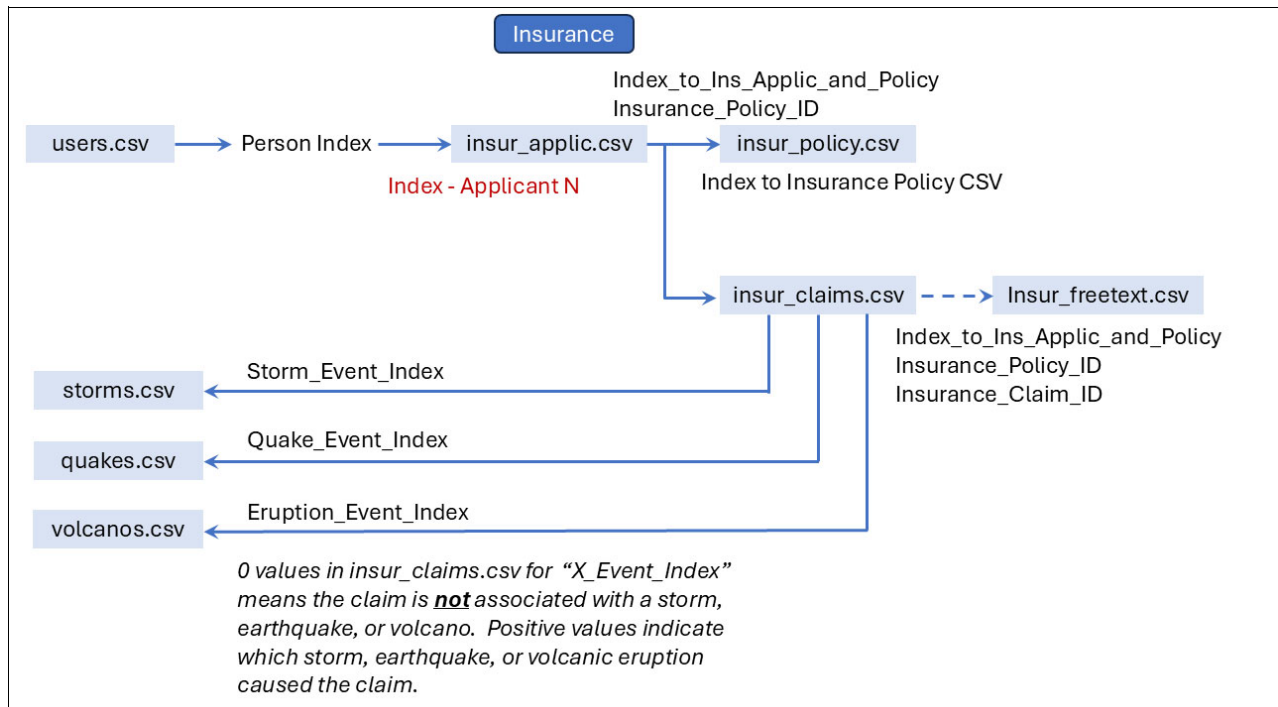 Insurance
Index_to_Ins_Applic_and_Policy
Insurance_Policy_ID
users.csv
Person Index
insur_applic.csv
insur_policy.csv
Index - Applicant N
Index to Insurance Policy CSV
insur_claims.csv
Insur_freetext.csv
Index_to_Ins_Applic_and_Policy
Insurance_Policy_ID
Insurance_Claim_ID
Storm_Event_Index
storms.csv
Quake_Event_Index
quakes.csv
Eruption_Event_Index
volcanos.csv
0 values in insur_claims.csv for “X_Event_Index”
means the claim is not associated with a storm,
earthquake, or volcano. Positive values indicate
which storm, earthquake, or volcanic eruption
caused the claim.